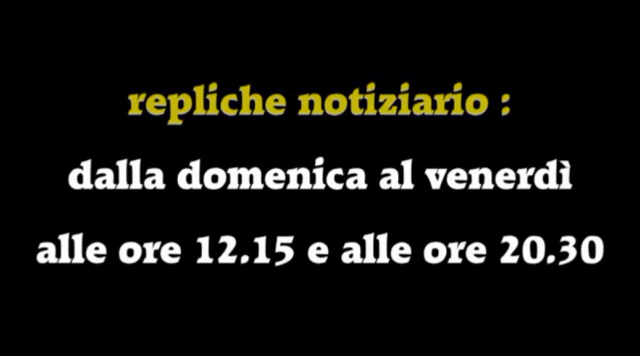 repliche notiziario :
dalla domenica al venerdì
alle ore 12.15 e alle ore 20.30